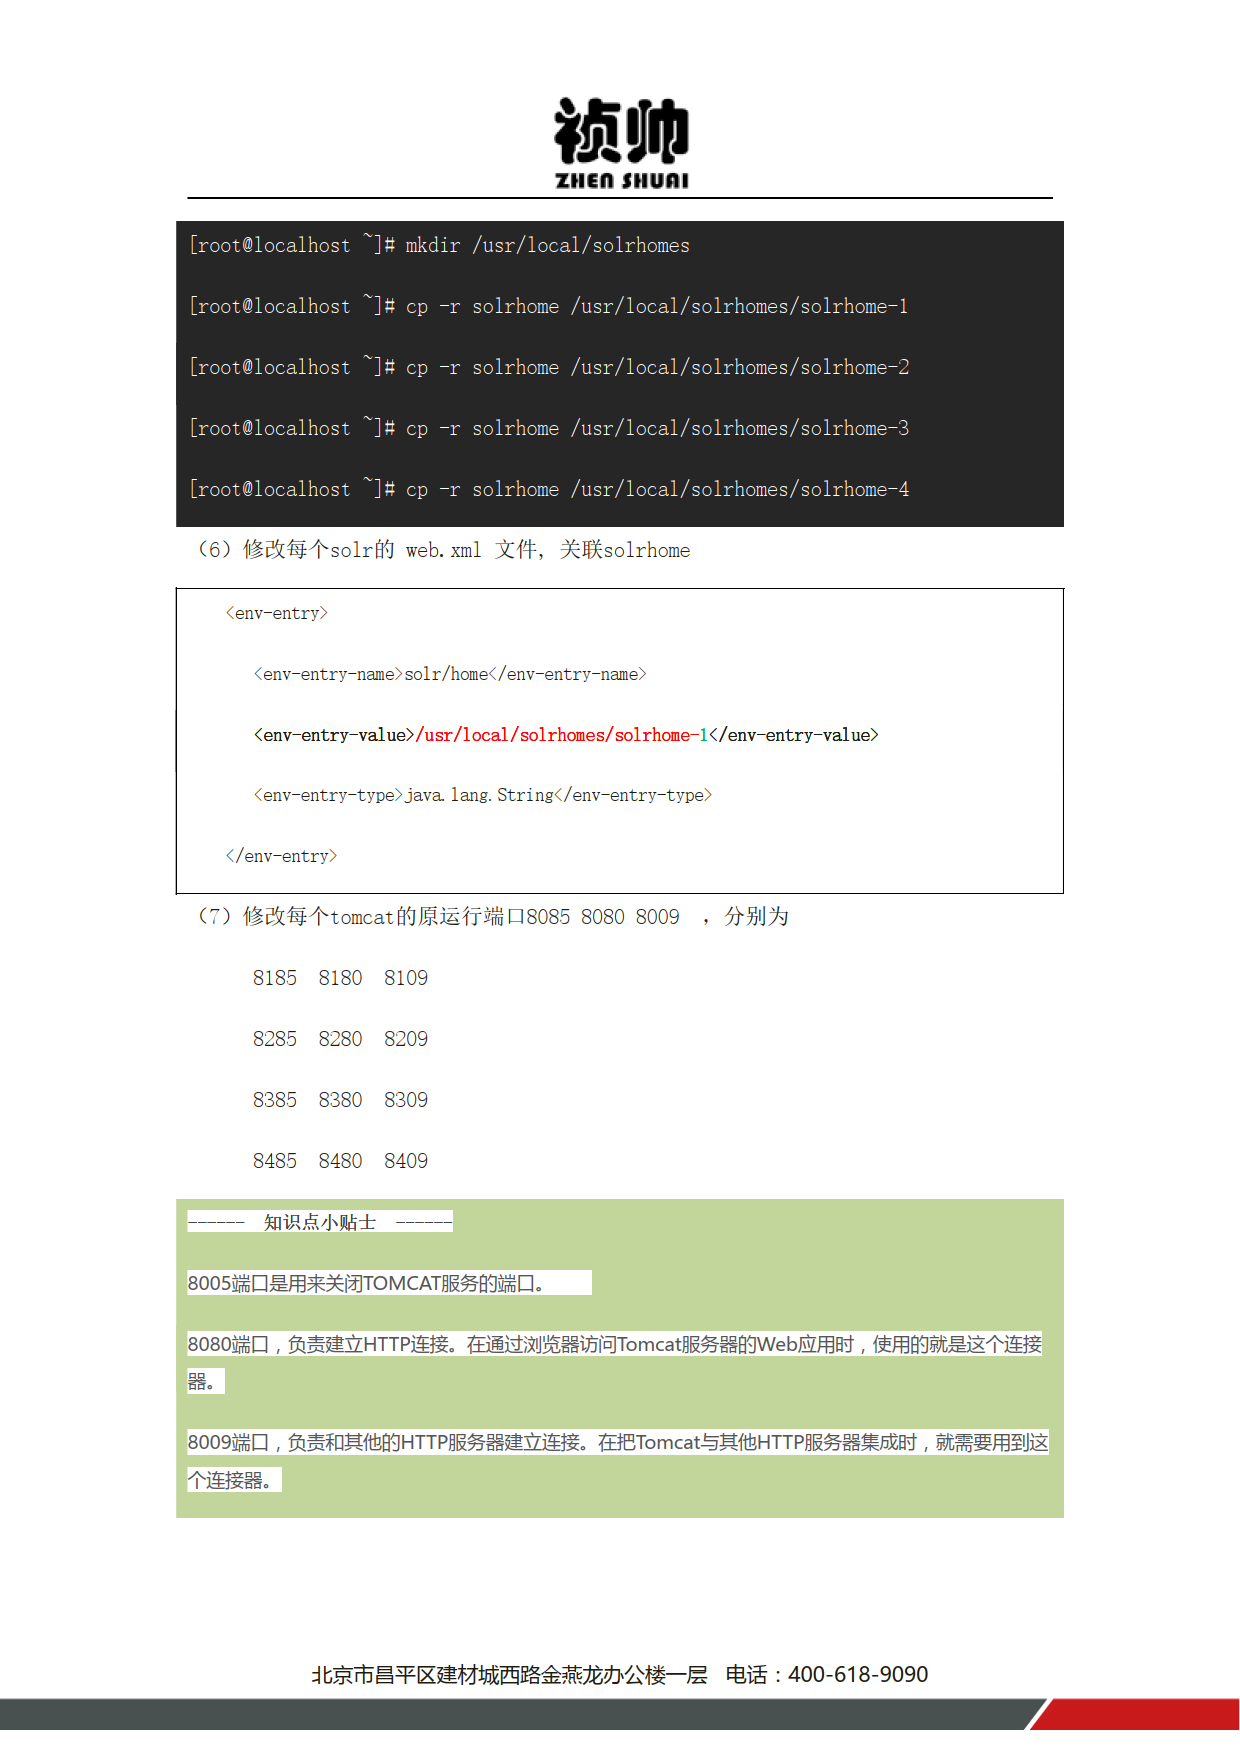 祯帅
ZHEN SHUAI
[root@localhost ~]# mkdir /usr/local/solrhomes
[root@localhost ~]# cp -r solrhome /usr/local/solrhomes/solrhome-1
[root@localhost ~]# cp -r solrhome /usr/local/solrhomes/solrhome-2
[root@localhost ~]# cp -r solrhome /usr/local/solrhomes/solrhome-3
[root@localhost ~]# cp -r solrhome /usr/local/solrhomes/solrhome-4
（6）修改每个solr的 web.xml 文件, 关联solrhome
<env-entry>
<env-entry-name>solr/home</env-entry-name>
<env-entry-value>/usr/local/solrhomes/solrhome-1</env-entry-value>
<env-entry-type>java.lang.String</env-entry-type>
</env-entry>
（7）修改每个tomcat的原运行端口8085 8080 8009 ，分别为
8185 8180 8109
8285 8280 8209
8385 8380 8309
8485 8480 8409
------ 知识点小贴士 ------
8005端口是用来关闭TOMCAT服务的端口。
8080端口，负责建立HTTP连接。在通过浏览器访问Tomcat服务器的Web应用时，使用的就是这个连接
器。
8009端口，负责和其他的HTTP服务器建立连接。在把Tomcat与其他HTTP服务器集成时，就需要用到这
个连接器。
北京市昌平区建材城西路金燕龙办公楼一层 电话：400-618-9090